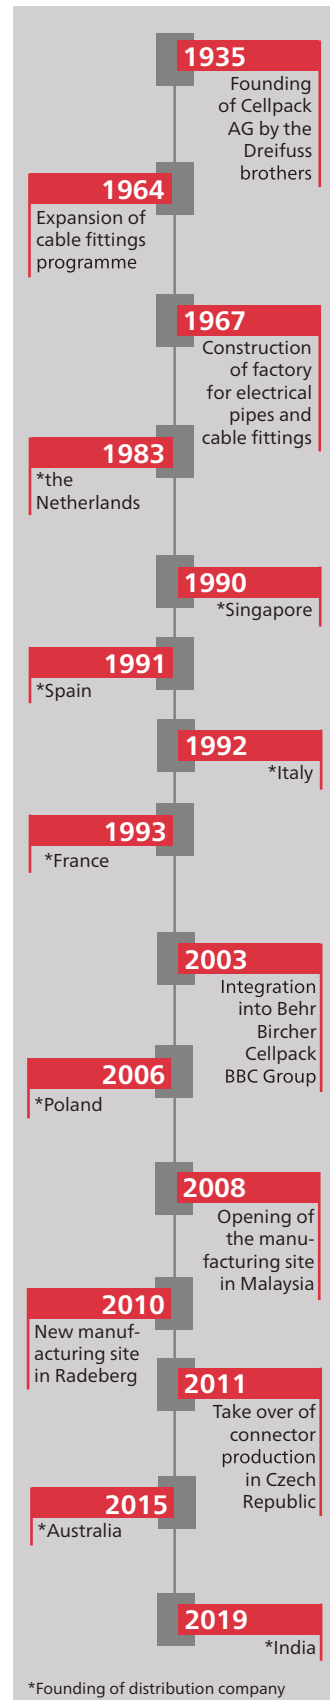 1935
Founding
of Cellpack
AG by the
Dreifuss
brothers
1964
Expansion of
cable fittings
programme
1967
Construction
of factory
for electrical
pipes and
cable fittings
1983
*the
Netherlands
1990
*Singapore
1991
*Spain
1992
*Italy
1993
*France
2003
Integration
into Behr
Bircher
Cellpack
BBC Group
2006
*Poland
2008
Opening of
the manu-
facturing site
in Malaysia
2010
New manuf-
acturing site
in Radeberg
2011
Take over of
connector
production
in Czech
Republic
2015
*Australia
2019
*India
*Founding of distribution company